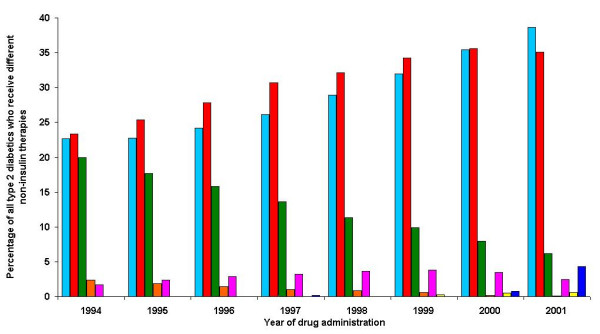 Percentage of all type 2 diabetics who receive different
non-insulin therapies
40
35
30
25
20
15
10
5
0
1994 1995 1996 1997 1998 1999 2000 2001
Year of drug administration